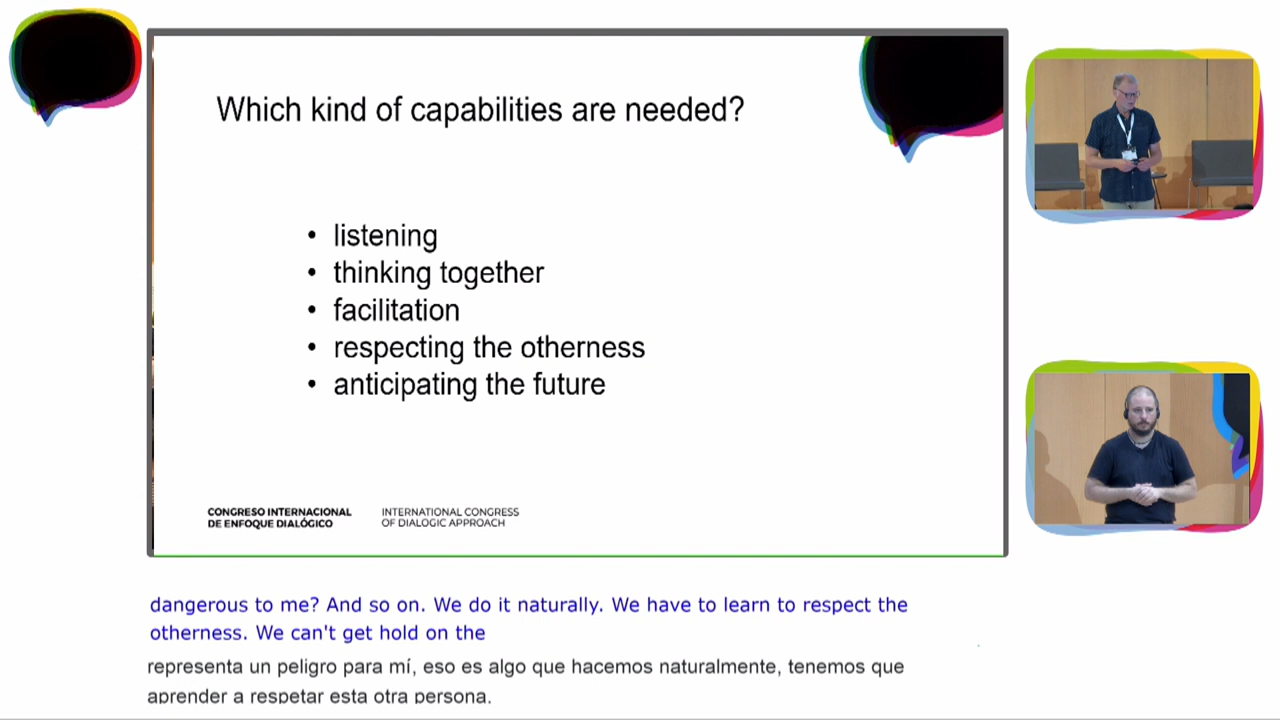 Which kind of capabilities are needed?
• listening
• thinking together
• facilitation
• respecting the otherness
• anticipating the future
CONGRESO INTERNACIONAL
DE ENFOQUE DIALÓGICO
INTERNATIONAL CONGRESS
OF DIALOGIC APPROACH
dangerous to me? And so on. We do it naturally. We have to learn to respect the
otherness. We can't get hold on the
representa un peligro para mí, eso es algo que hacemos naturalmente, tenemos que
aprender a respetar esta otra persona.